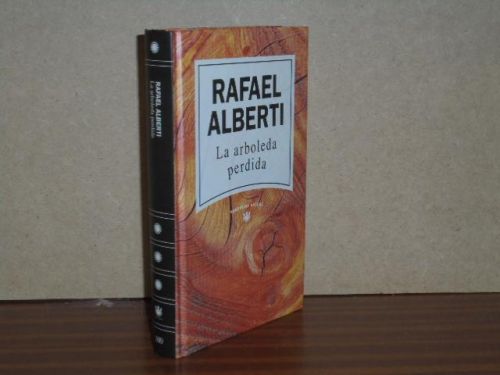 RAFAEL ALBERTI
La arboleda perdida
RAFAEL
ALBERTI
La arboleda
perdida